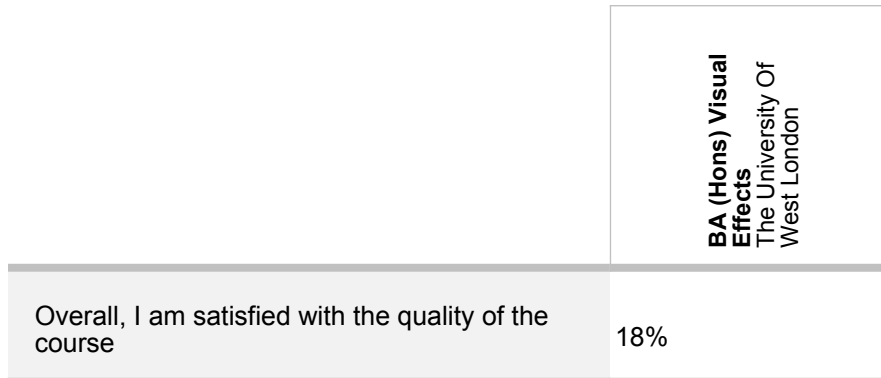 BA (Hons) Visual
Effects
The University Of
West London
Overall, I am satisfied with the quality of the
course
18%